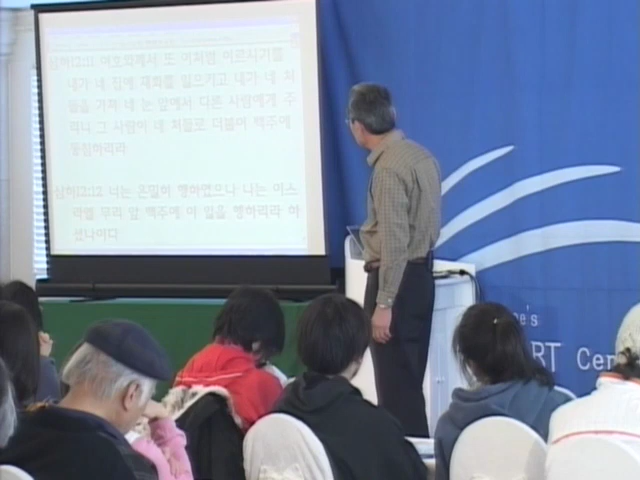 삼하12:11 여호와께서 또 이처럼 이르시기를
내가 네 집에 재화를 일으키고 내가 네 처
들을 가져 네 눈 앞에서 다른 사람에게 주
리니 그 사람이 네 처들로 더불어 백주에
동침하리라
삼하12:12 너는 은밀히 행하였으나 나는 이스
라엘 무리 앞 백주에 이 일을 행하리라 하
셨나이다
ce's
RT Cen